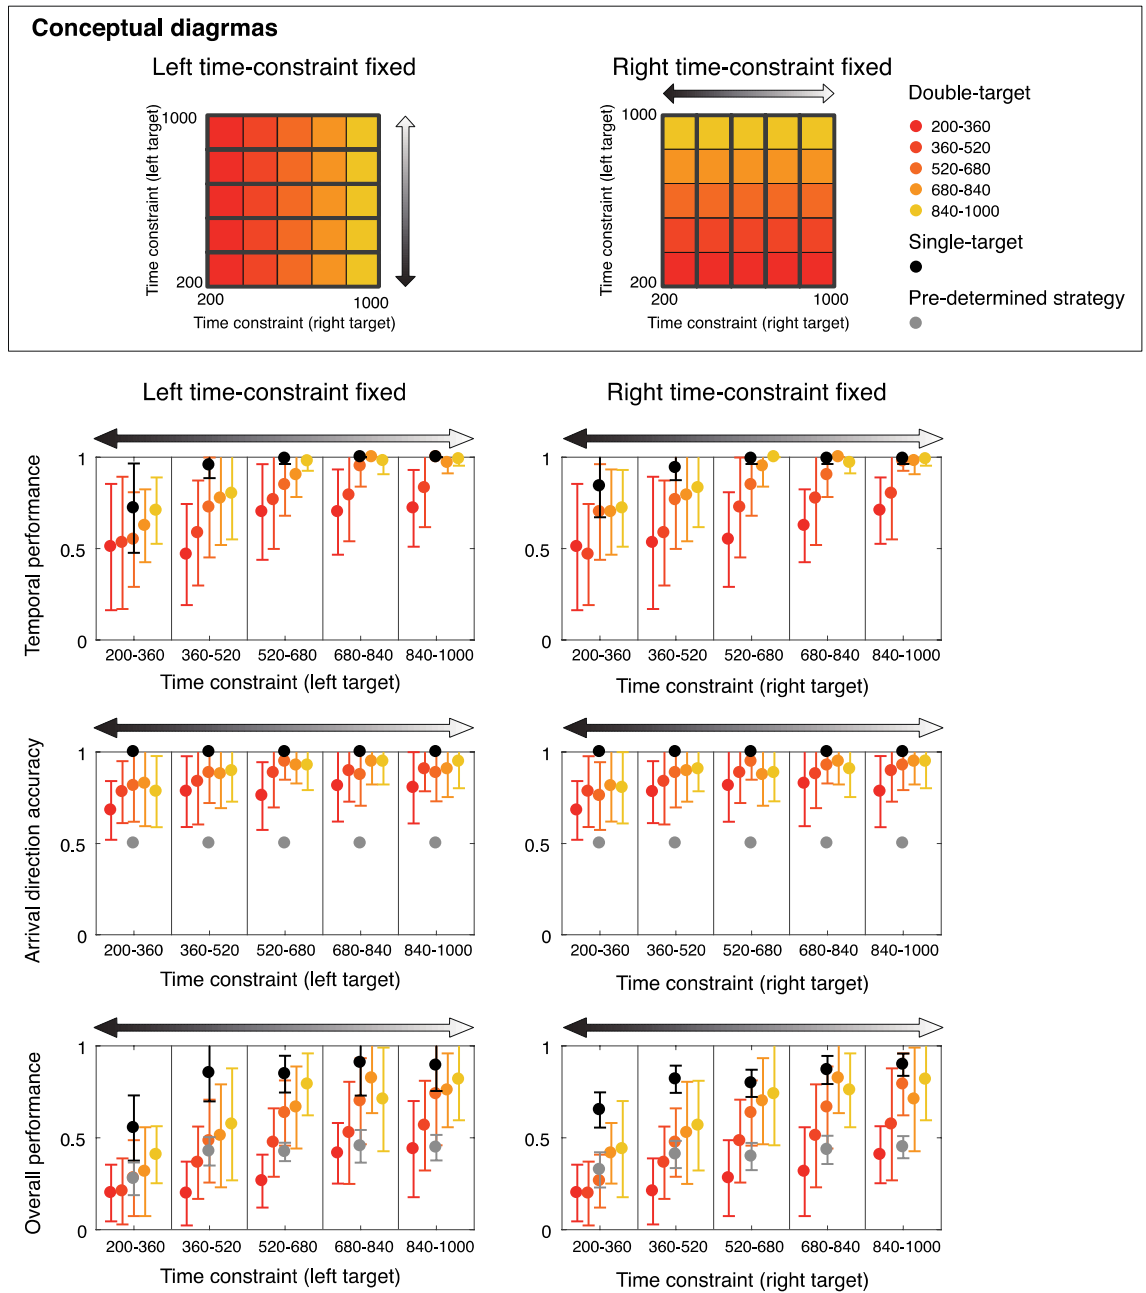 Conceptual diagrmas
Left time-constraint fixed
Right time-constraint fixed
Time constraint (left target)
1000
200
200
1000
Time constraint (right target)
Time constraint (left target)
1000
200
200
1000
Time constraint (right target)
Double-target
200-360
360-520
520-680
680-840
840-1000
Single-target
Pre-determined strategy
Left time-constraint fixed
Right time-constraint fixed
Temporal performance
1
0.5
0
200-360 360-520 520-680 680-840 840-1000
Time constraint (left target)
1
0.5
0
200-360 360-520 520-680 680-840 840-1000
Time constraint (right target)
Arrival direction accuracy
1
0.5
0
200-360 360-520 520-680 680-840 840-1000
Time constraint (left target)
1
0.5
0
200-360 360-520 520-680 680-840 840-1000
Time constraint (right target)
Overall performance
1
0.5
0
200-360 360-520 520-680 680-840 840-1000
Time constraint (left target)
1
0.5
0
200-360 360-520 520-680 680-840 840-1000
Time constraint (right target)